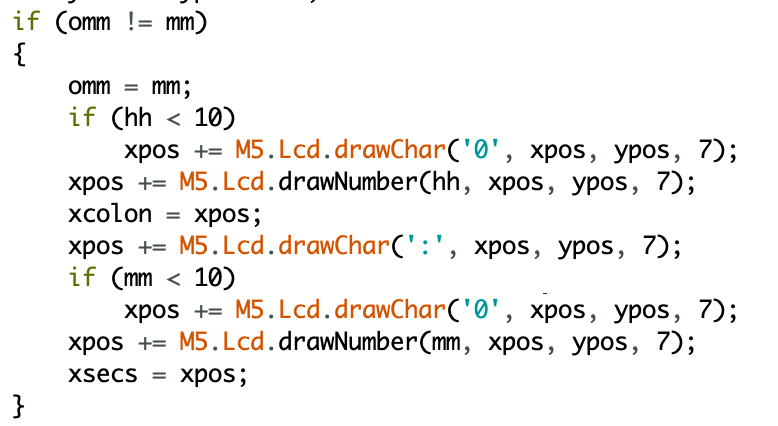 if (omm != mm)
{
    omm = mm;
    if (hh < 10)
        xpos += M5.Lcd.drawChar('0', xpos, ypos, 7);
    xpos += M5.Lcd.drawNumber(hh, xpos, ypos, 7);
    xcolon = xpos;
    xpos += M5.Lcd.drawChar(':', xpos, ypos, 7);
    if (mm < 10)
        xpos += M5.Lcd.drawChar('0', xpos, ypos, 7);
    xpos += M5.Lcd.drawNumber(mm, xpos, ypos, 7);
    xsecs = xpos;
}